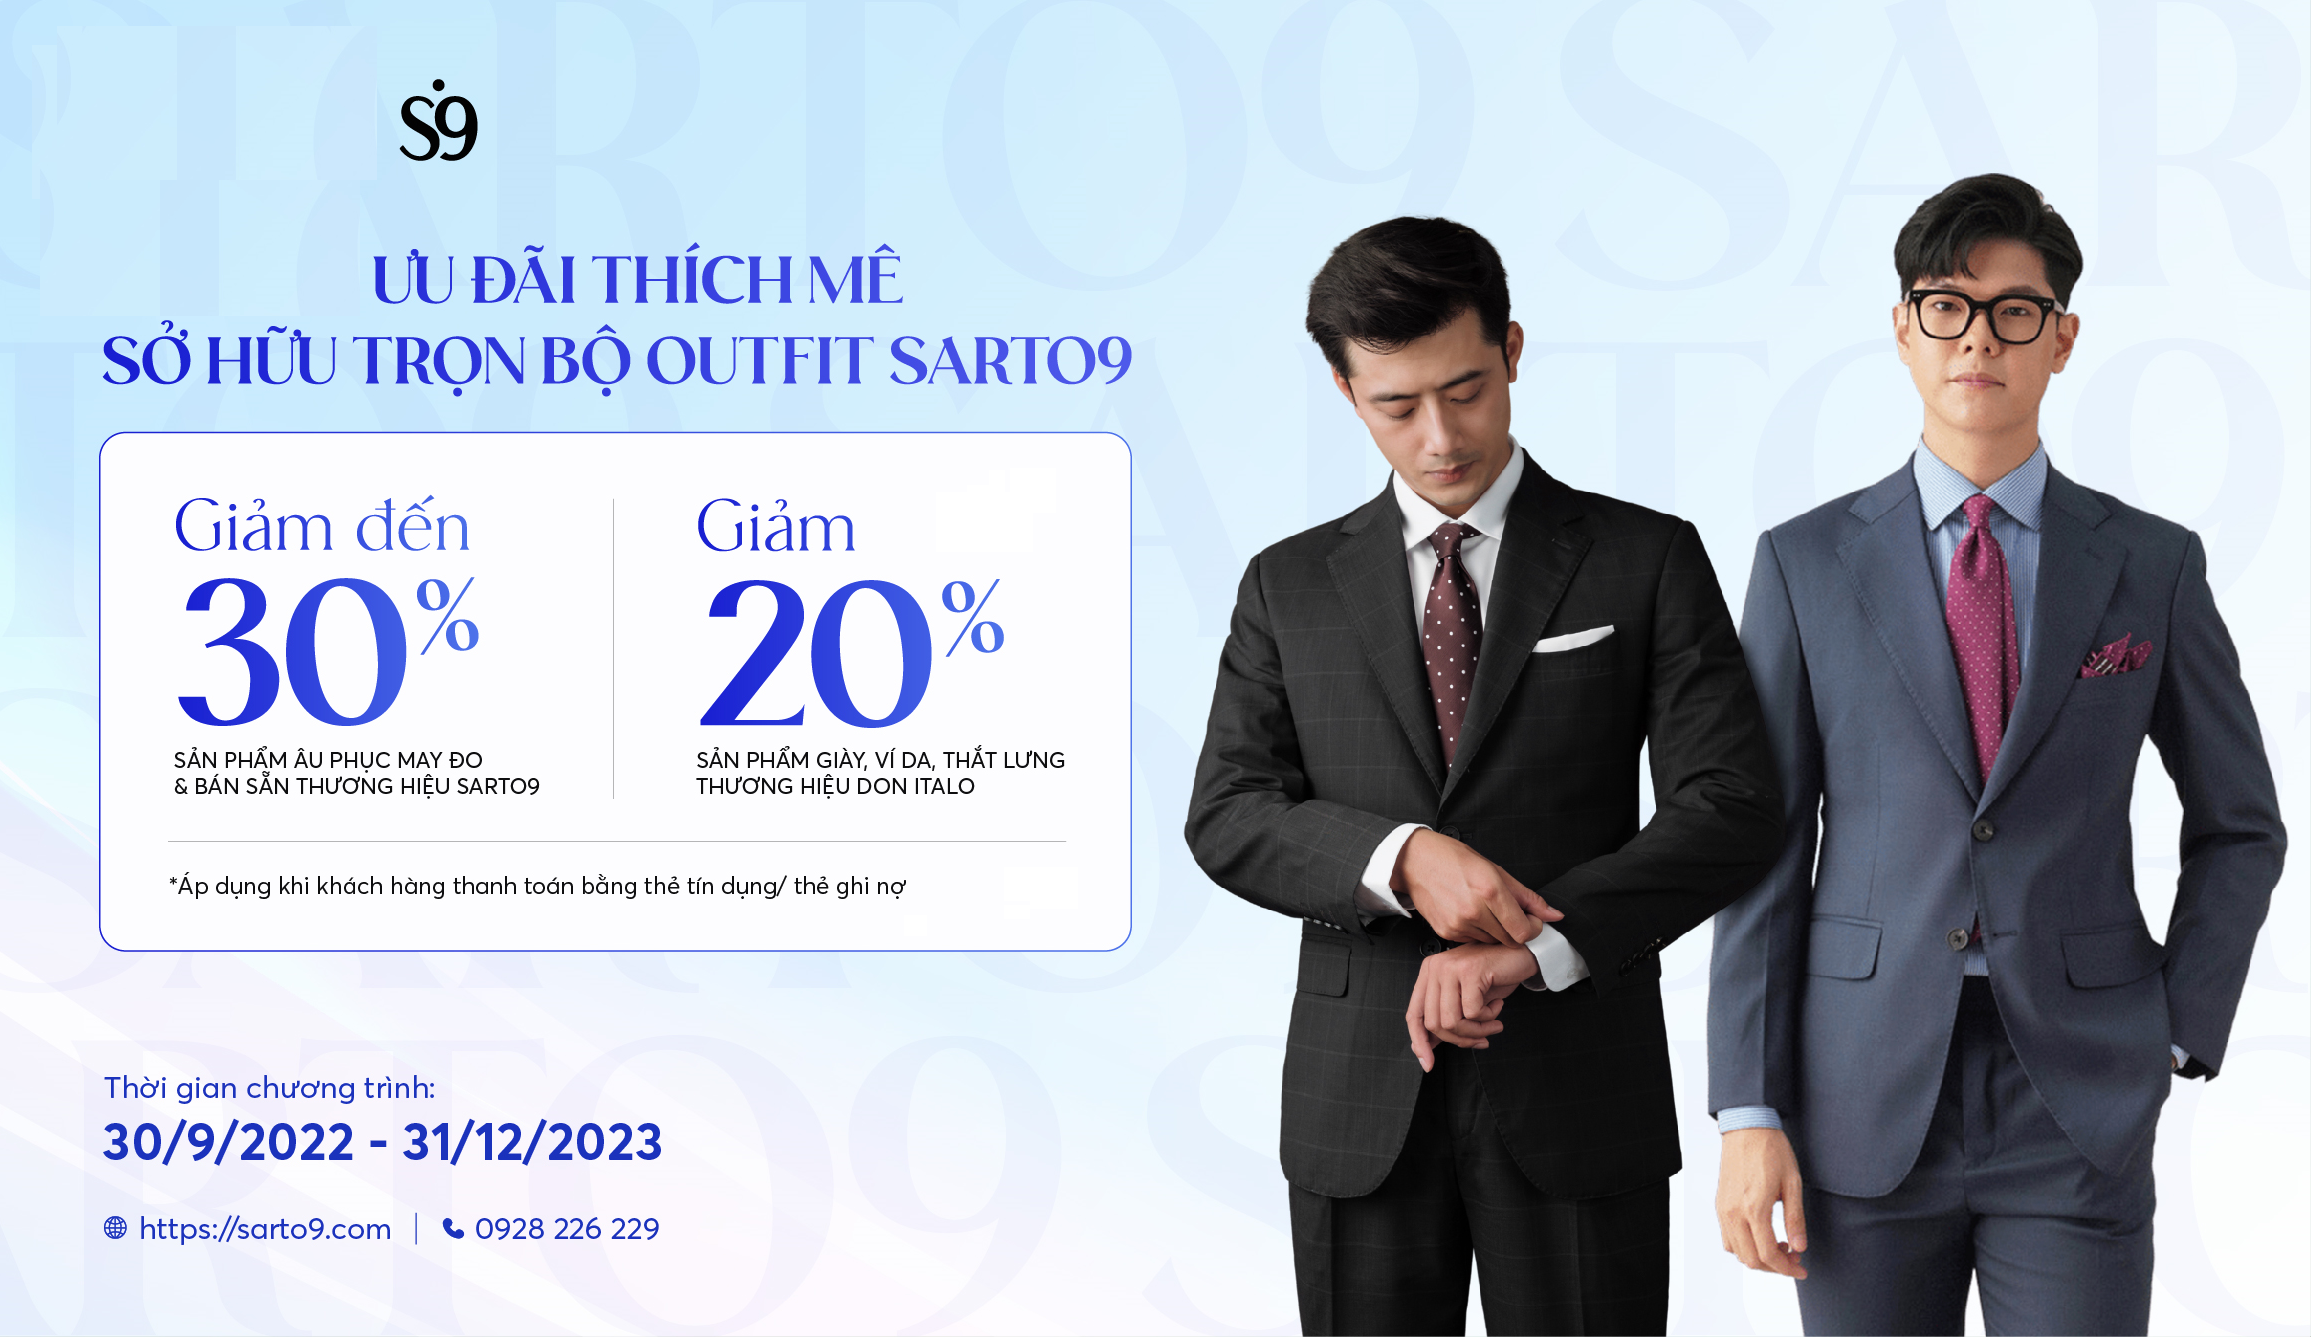 S9
ƯU ĐÃI THÍCH MÊ
SỞ HỮU TRỌN BỘ OUTFIT SARTO9
Giảm đến
30%
SẢN PHẨM ÂU PHỤC MAY ĐO
& BÁN SẴN THƯƠNG HIỆU SARTO9
Giảm
20%
SẢN PHẨM GIÀY, VÍ DA, THẮT LƯNG
THƯƠNG HIỆU DON ITALO
*Áp dụng khi khách hàng thanh toán bằng thẻ tín dụng/ thẻ ghi nợ
Thời gian chương trình:
30/9/2022 - 31/12/2023
https://sarto9.com | 0928 226 229